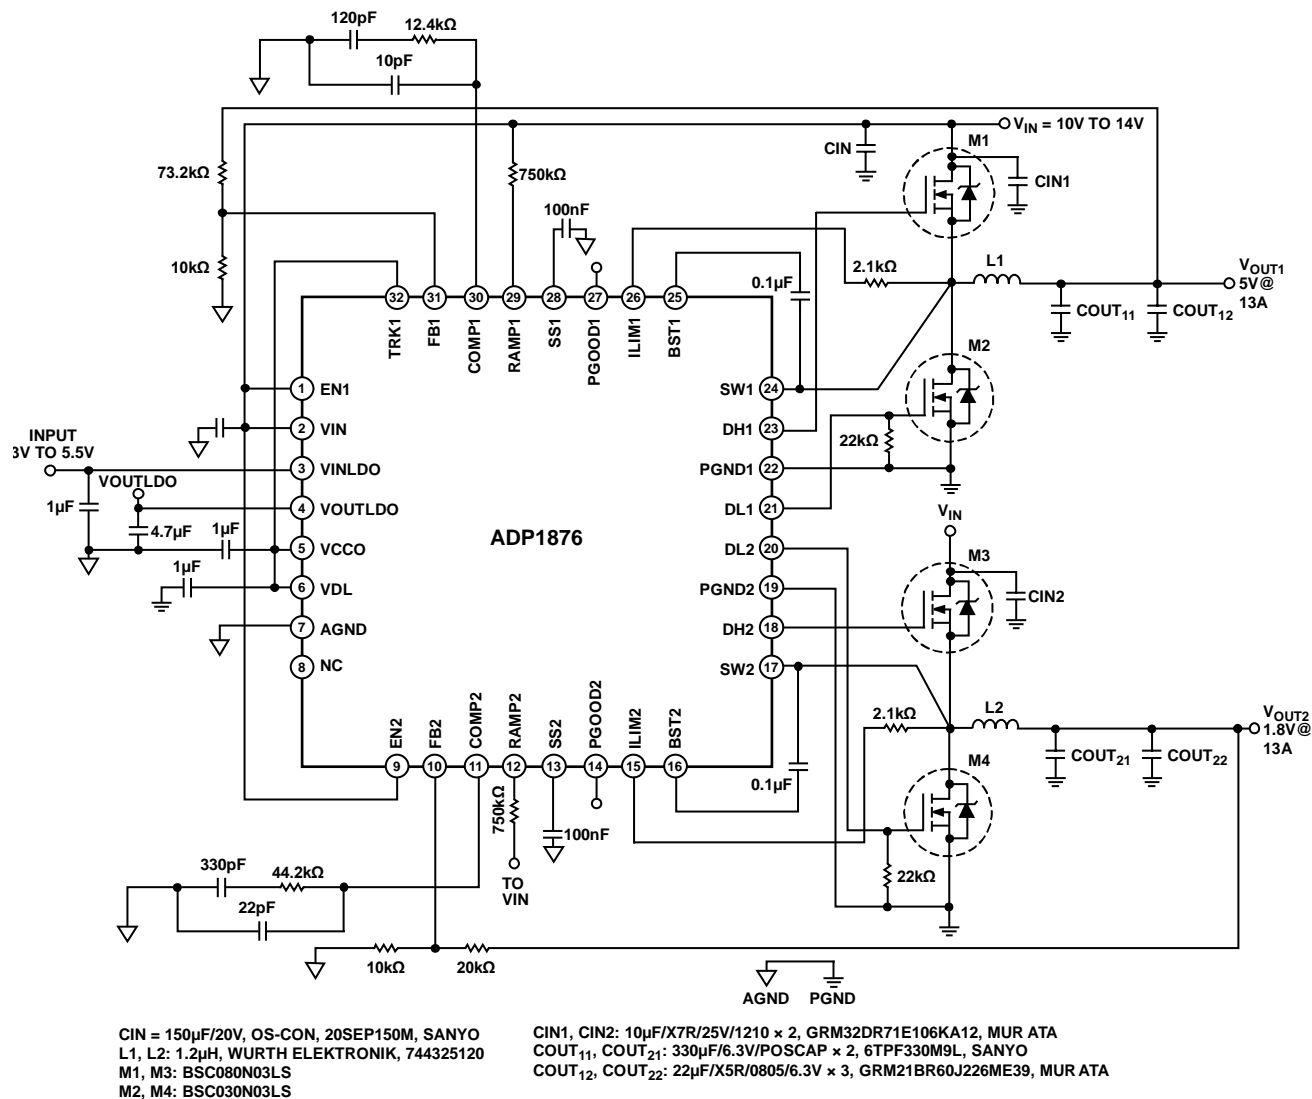 120pF
12.4kΩ
10pF
73.2kΩ
10kΩ
750kΩ
100nF
CIN
VIN = 10V TO 14V
M1
CIN1
2.1kΩ
L1
0.1µF
VOUT1
5V@
13A
COUT11
COUT12
32
31
30
29
28
27
26
25
TRK1
FB1
COMP1
RAMP1
SS1
PGOOD1
ILIM1
BST1
M2
22kΩ
1 EN1
2 VIN
3 VINLDO
4 VOUTLDO
5 VCCO
6 VDL
7 AGND
8 NC
INPUT
3V TO 5.5V
VOUTLDO
1µF
4.7µF
1µF
1µF
ADP1876
SW1 24
DH1 23
PGND1 22
DL1 21
DL2 20
PGND2 19
DH2 18
SW2 17
VIN
M3
CIN2
EN2
FB2
COMP2
RAMP2
SS2
PGOOD2
ILIM2
BST2
9
10
11
12
13
14
15
16
2.1kΩ
L2
0.1µF
VOUT2
1.8V@
13A
COUT21
COUT22
M4
22kΩ
750kΩ
TO
VIN
100nF
330pF
44.2kΩ
22pF
10kΩ
20kΩ
AGND
PGND
CIN = 150µF/20V, OS-CON, 20SEP150M, SANYO
L1, L2: 1.2µH, WURTH ELEKTRONIK, 744325120
M1, M3: BSC080N03LS
M2, M4: BSC030N03LS
CIN1, CIN2: 10µF/X7R/25V/1210 × 2, GRM32DR71E106KA12, MUR ATA
COUT11, COUT21: 330µF/6.3V/POSCAP × 2, 6TPF330M9L, SANYO
COUT12, COUT22: 22µF/X5R/0805/6.3V × 3, GRM21BR60J226ME39, MUR ATA